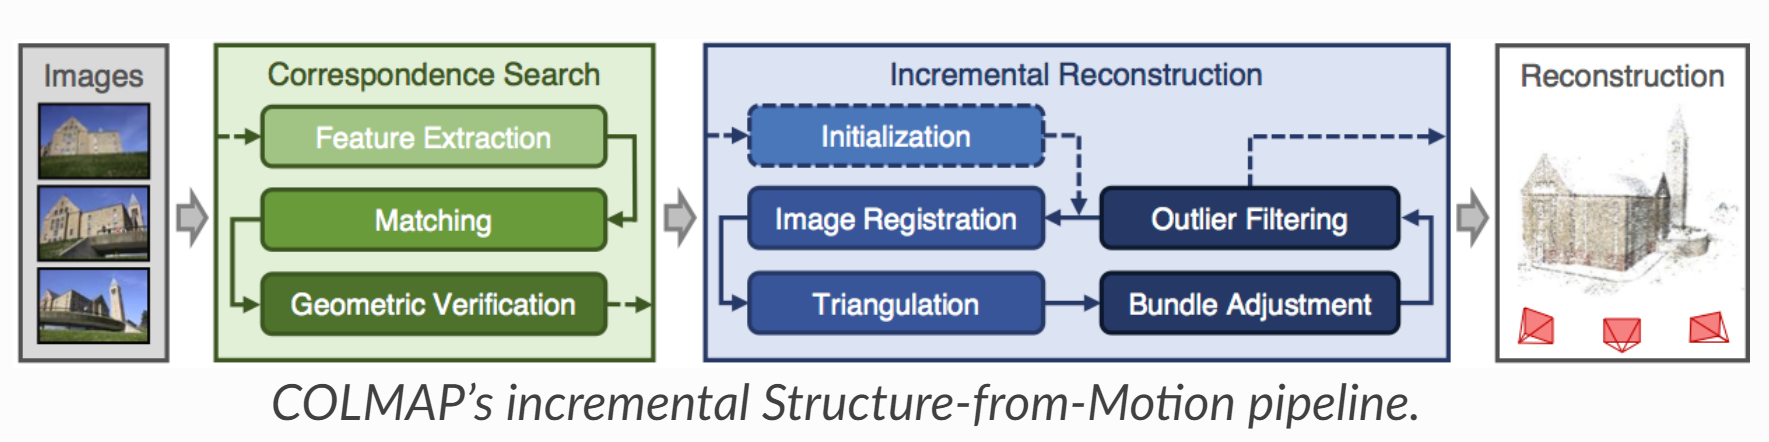 Images
Correspondence Search
Feature Extraction
Matching
Geometric Verification
Incremental Reconstruction
Initialization
Image Registration
Triangulation
Outlier Filtering
Bundle Adjustment
Reconstruction
COLMAP’s incremental Structure-from-Motion pipeline.